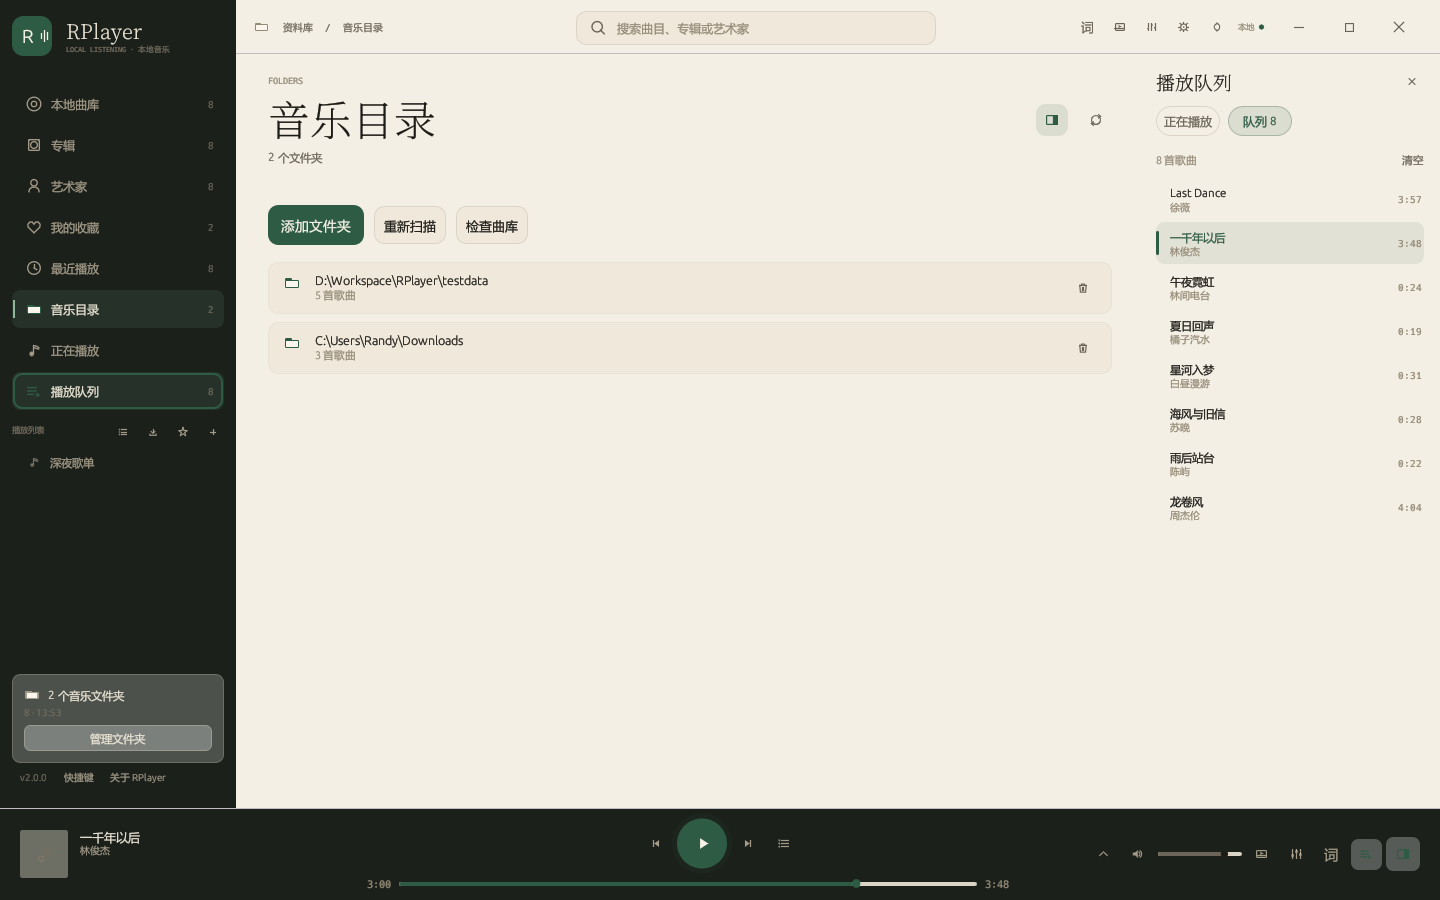 RPlayer
LOCAL LISTENING · 本地音乐
本地曲库 8
专辑 8
艺术家 8
我的收藏 2
最近播放 8
音乐目录 2
正在播放
播放队列 8
播放列表
深夜歌单
2 个音乐文件夹
8 · 13:53
管理文件夹
v2.0.0 快捷键 关于 RPlayer
资料库 / 音乐目录
搜索曲目、专辑或艺术家
词 本地
FOLDERS
音乐目录
2 个文件夹
添加文件夹 重新扫描 检查曲库
D:\Workspace\RPlayer\testdata
5 首歌曲
C:\Users\Randy\Downloads
3 首歌曲
播放队列
正在播放 队列 8
8 首歌曲 清空
Last Dance 3:57
徐薇
一千年以后 3:48
林俊杰
午夜霓虹 0:24
林间电台
夏日回声 0:19
橘子汽水
星河入梦 0:31
白昼漫游
海风与旧信 0:28
苏晚
雨后站台 0:22
陈屿
龙卷风 4:04
周杰伦
一千年以后
林俊杰
3:00 3:48
词